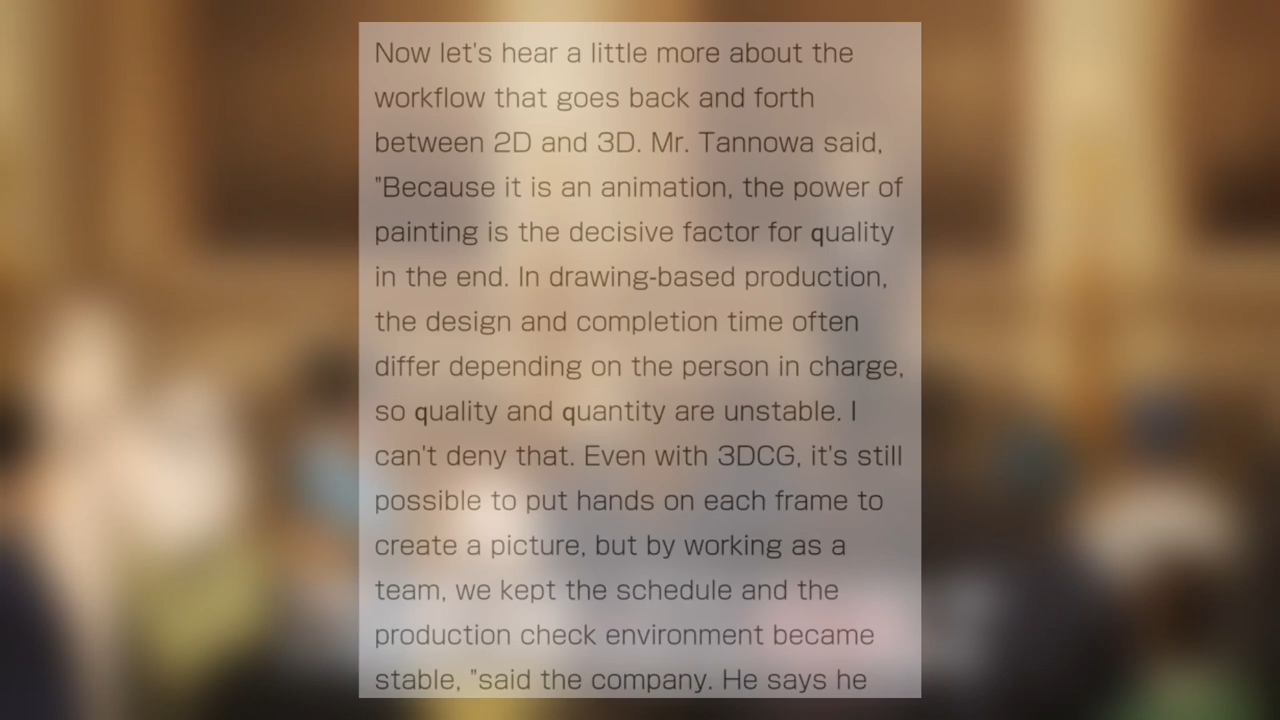 Now let's hear a little more about the
workflow that goes back and forth
between 2D and 3D. Mr. Tannowa said,
"Because it is an animation, the power of
painting is the decisive factor for quality
in the end. In drawing-based production,
the design and completion time often
differ depending on the person in charge,
so quality and quantity are unstable. I
can't deny that. Even with 3DCG, it's still
possible to put hands on each frame to
create a picture, but by working as a
team, we kept the schedule and the
production check environment became
stable, "said the company. He says he